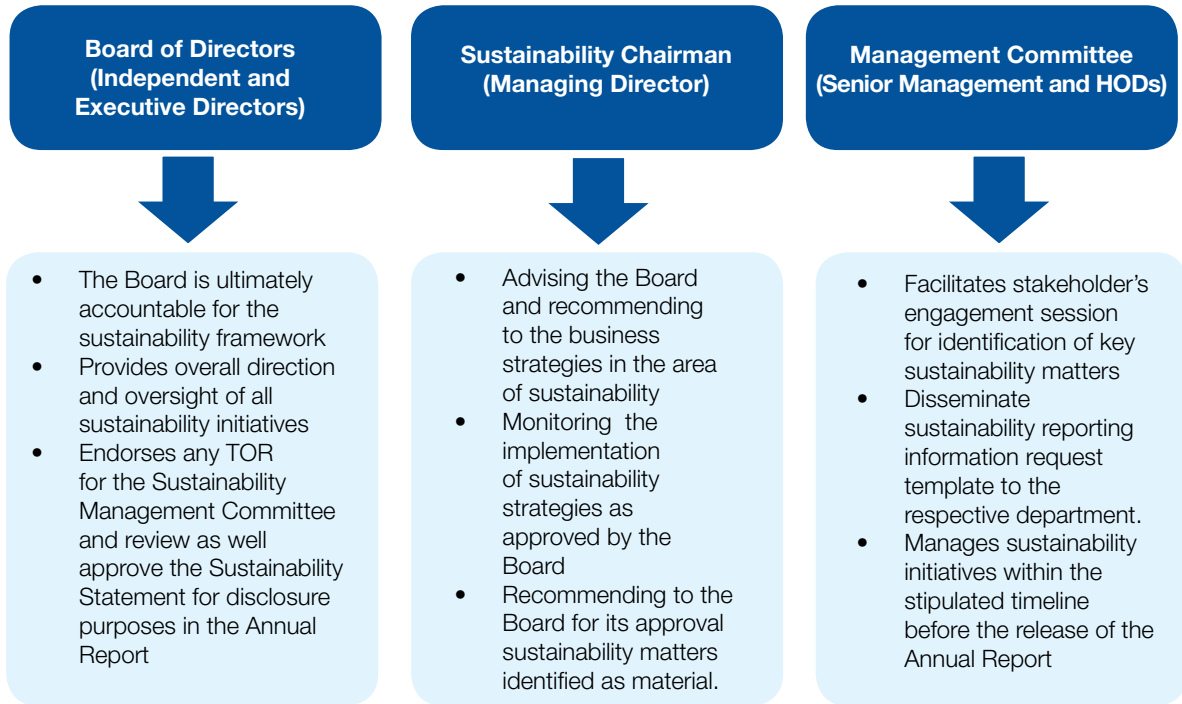 Board of Directors
(Independent and
Executive Directors)
Sustainability Chairman
(Managing Director)
Management Committee
(Senior Management and HODs)
• The Board is ultimately
accountable for the
sustainability framework
• Provides overall direction
and oversight of all
sustainability initiatives
• Endorses any TOR
for the Sustainability
Management Committee
and review as well
approve the Sustainability
Statement for disclosure
purposes in the Annual
Report
• Advising the Board
and recommending
to the business
strategies in the area
of sustainability
• Monitoring the
implementation
of sustainability
strategies as
approved by the
Board
• Recommending to the
Board for its approval
sustainability matters
identified as material.
• Facilitates stakeholder’s
engagement session
for identification of key
sustainability matters
• Disseminate
sustainability reporting
information request
template to the
respective department.
• Manages sustainability
initiatives within the
stipulated timeline
before the release of the
Annual Report